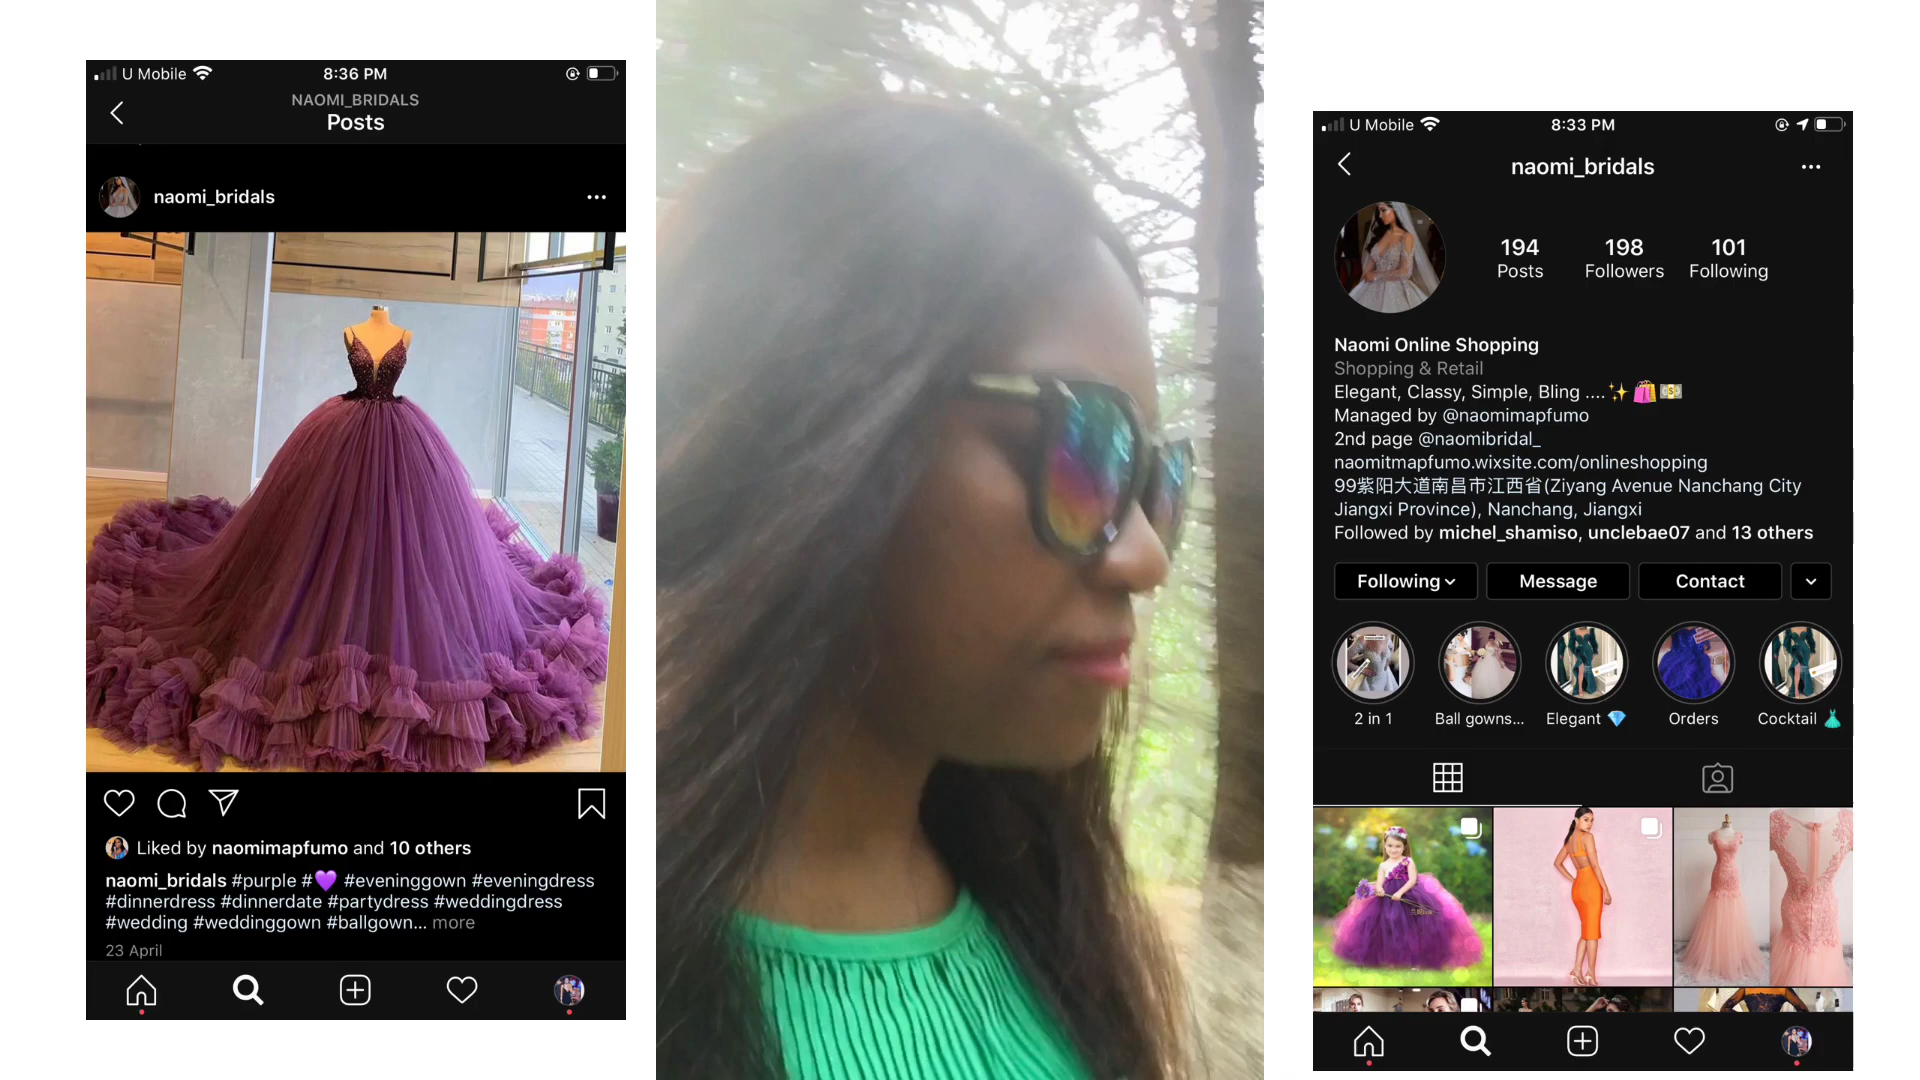 U Mobile 8:36 PM
NAOMI_BRIDALS
Posts
naomi_bridals
Liked by naomimapfumo and 10 others
naomi_bridals #purple #💜 #eveninggown #eveningdress
#dinnerdress #dinnerdate #partydress #weddingdress
#wedding #weddinggown #ballgown... more
23 April
U Mobile 8:33 PM
naomi_bridals
194 198 101
Posts Followers Following
Naomi Online Shopping
Shopping & Retail
Elegant, Classy, Simple, Bling ....✨ 🛍️💵
Managed by @naomimapfumo
2nd page @naomibridal_
naomitmapfumo.wixsite.com/onlineshopping
99紫阳大道南昌市江西省(Ziyang Avenue Nanchang City
Jiangxi Province), Nanchang, Jiangxi
Followed by michel_shamiso, unclebae07 and 13 others
Following Message Contact
2 in 1 Ball gowns... Elegant 💎 Orders Cocktail 👗